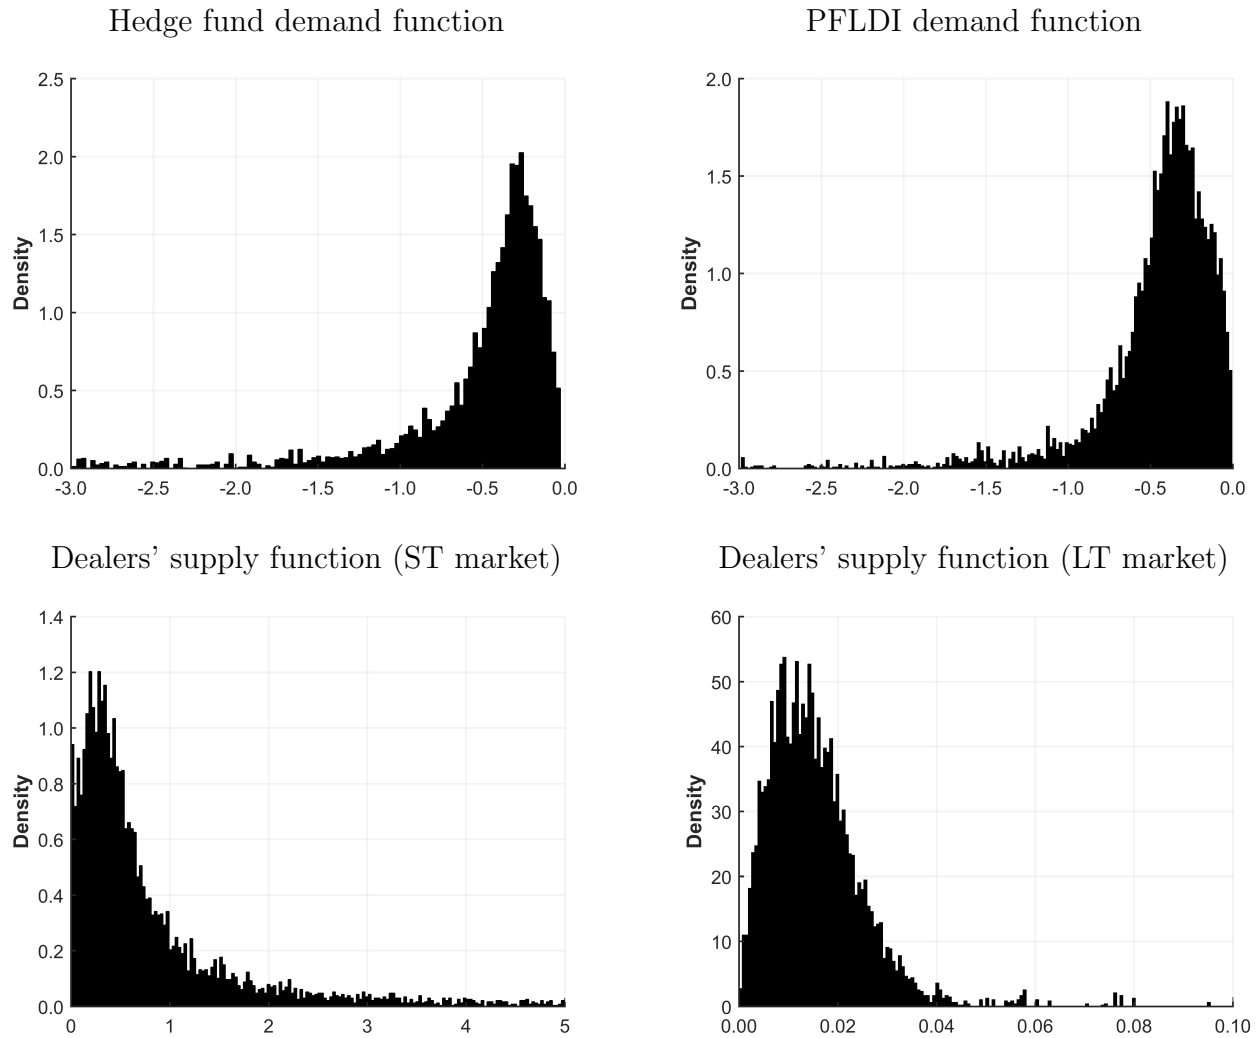 Hedge fund demand function
PFLDI demand function
2.5
2.0
1.5
1.0
0.5
0.0
Density
-3.0 -2.5 -2.0 -1.5 -1.0 -0.5 0.0
2.0
1.5
1.0
0.5
0.0
Density
-3.0 -2.5 -2.0 -1.5 -1.0 -0.5 0.0
Dealers' supply function (ST market)
Dealers' supply function (LT market)
1.4
1.2
1.0
0.8
0.6
0.4
0.2
0.0
Density
0 1 2 3 4 5
60
50
40
30
20
10
0
Density
0.00 0.02 0.04 0.06 0.08 0.10